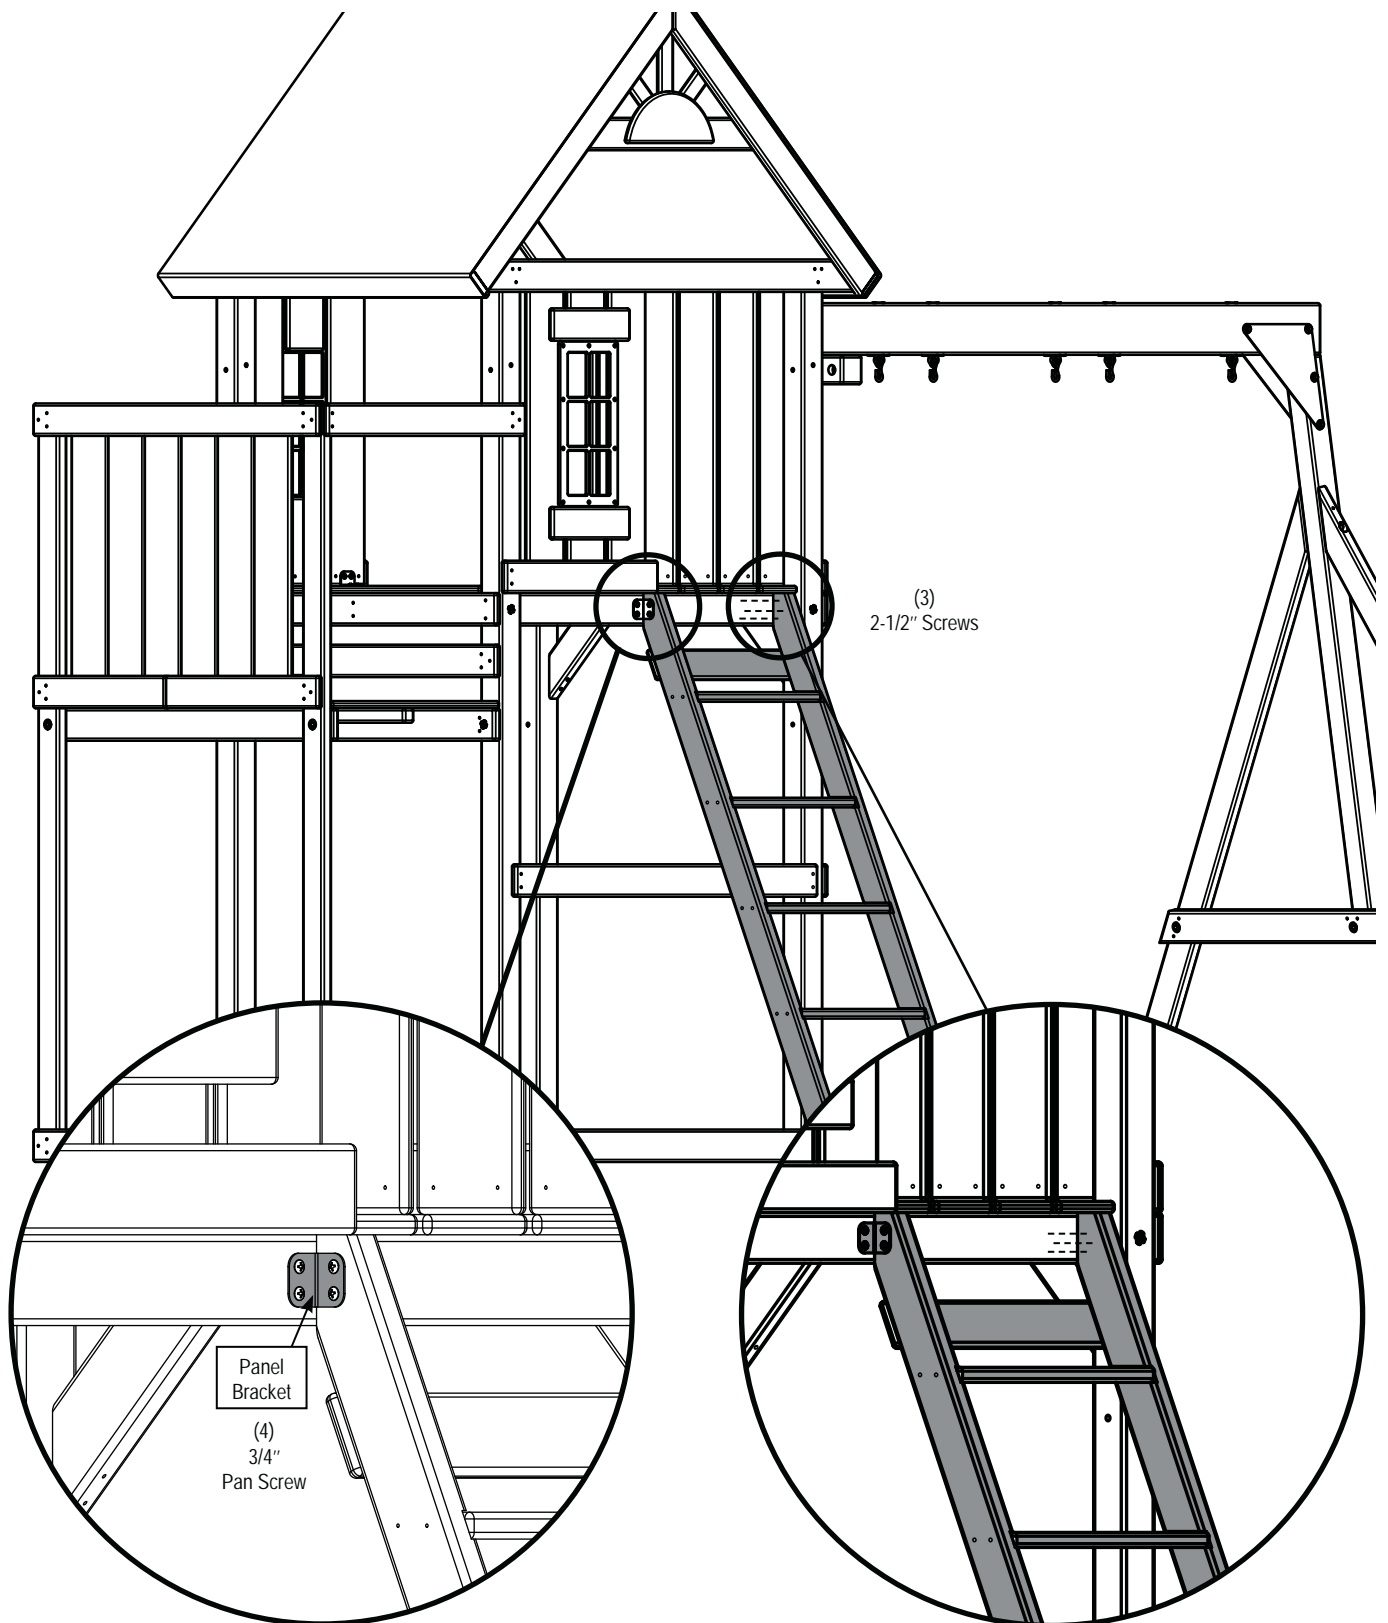 (3)
2-1/2" Screws
Panel
Bracket
(4)
3/4"
Pan Screw